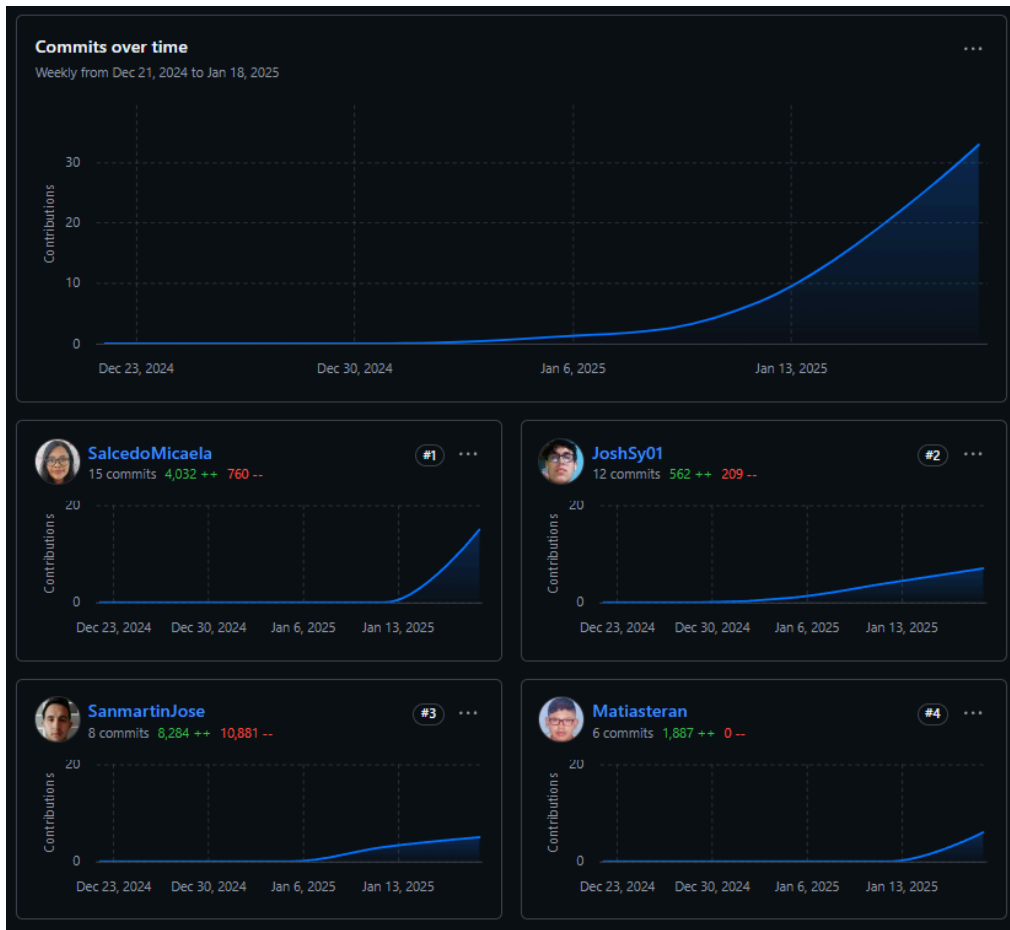 Commits over time
Weekly from Dec 21, 2024 to Jan 18, 2025
Contributions
30
20
10
0
Dec 23, 2024 Dec 30, 2024 Jan 6, 2025 Jan 13, 2025
SalcedoMicaela #1
15 commits 4,032 ++ 760 --
Contributions
20
0
Dec 23, 2024 Dec 30, 2024 Jan 6, 2025 Jan 13, 2025
JoshSy01 #2
12 commits 562 ++ 209 --
Contributions
20
0
Dec 23, 2024 Dec 30, 2024 Jan 6, 2025 Jan 13, 2025
SanmartinJose #3
8 commits 8,284 ++ 10,881 --
Contributions
20
0
Dec 23, 2024 Dec 30, 2024 Jan 6, 2025 Jan 13, 2025
Matiasteran #4
6 commits 1,887 ++ 0 --
Contributions
20
0
Dec 23, 2024 Dec 30, 2024 Jan 6, 2025 Jan 13, 2025